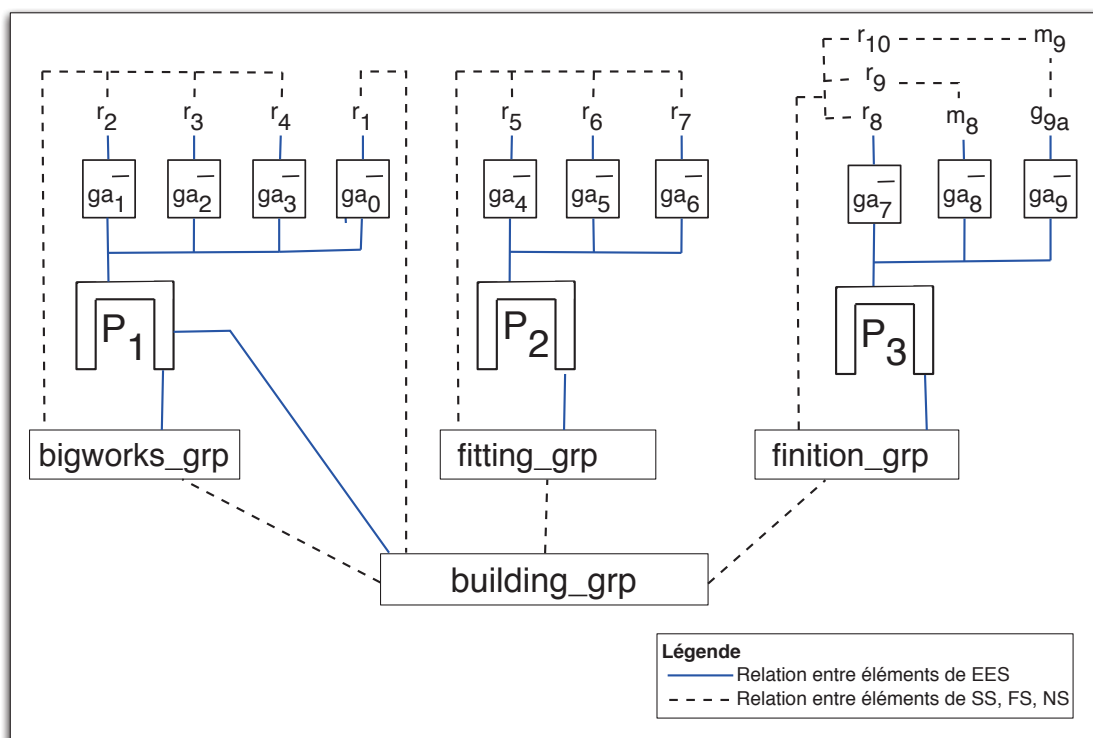 r10 m9
r9
r2 r3 r4 r1 r5 r6 r7 r8 m8 g9a
ga1 ga2 ga3 ga0 ga4 ga5 ga6 ga7 ga8 ga9
P1 P2 P3
bigworks_grp fitting_grp finition_grp
building_grp
Légende
Relation entre éléments de EES
Relation entre éléments de SS, FS, NS